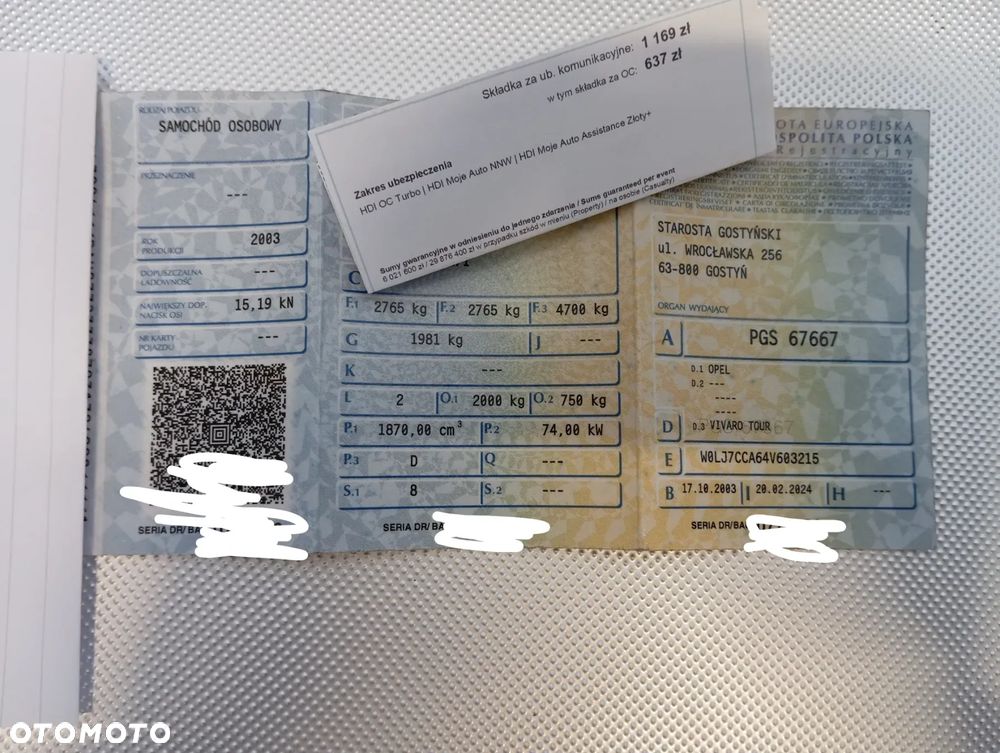 Składka za ub. komunikacyjne: 1 169 zł
w tym składka za OC: 637 zł
Zakres ubezpieczenia
HDI OC Turbo | HDI Moje Auto NNW | HDI Moje Auto Assistance Złoty+
Sumy gwarancyjne w odniesieniu do jednego zdarzenia / Sums guaranteed per event
6 021 600 zł / 29 876 400 zł w przypadku szkód w mieniu (Property) / na osobie (Casualty)
RODZAJ POJAZDU
SAMOCHÓD OSOBOWY
PRZEZNACZENIE
---
ROK PRODUKCJI 2003
DOPUSZCZALNA ŁADOWNOŚĆ ---
NAJWIĘKSZY DOP. NACISK OSI 15,19 kN
NR KARTY POJAZDU ---
SERIA DR/
C
F.1 2765 kg F.2 2765 kg F.3 4700 kg
G 1981 kg J ---
K ---
L 2 O.1 2000 kg O.2 750 kg
P.1 1870,00 cm³ P.2 74,00 kW
P.3 D Q ---
S.1 8 S.2 ---
SERIA DR/
OTA EUROPEJSKA
SPOLITA POLSKA
Rejestracyjny
STAROSTA GOSTYŃSKI
ul. WROCŁAWSKA 256
63-800 GOSTYŃ
ORGAN WYDAJĄCY
A PGS 67667
D.1 OPEL
D.2 ---
----
----
D D.3 VIVARO TOUR
E W0LJ7CCA64V603215
B 17.10.2003 I 20.02.2024 H ---
SERIA DR/
OTOMOTO